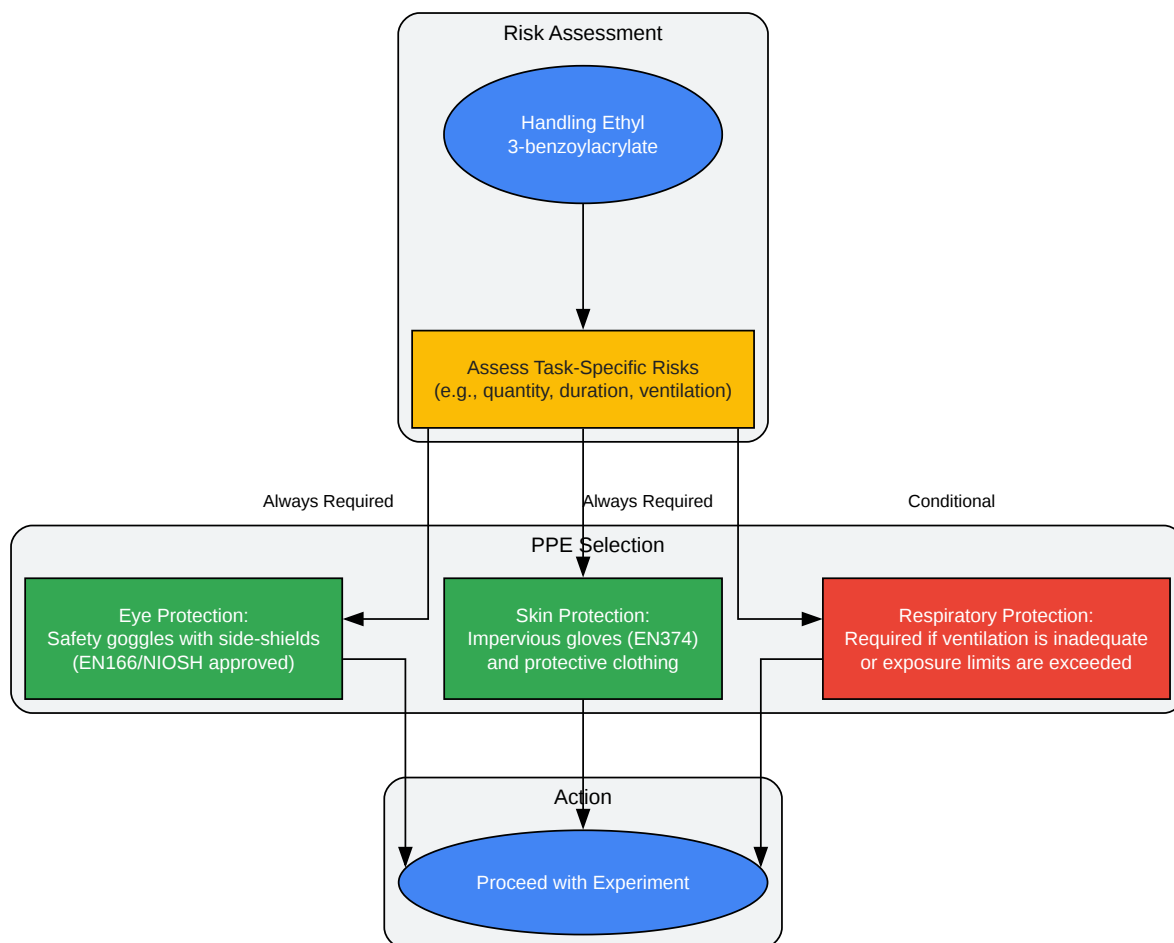 Risk Assessment
Handling Ethyl
3-benzoylacrylate
Assess Task-Specific Risks
(e.g., quantity, duration, ventilation)
Always Required
Always Required
Conditional
PPE Selection
Eye Protection:
Safety goggles with side-shields
(EN166/NIOSH approved)
Skin Protection:
Impervious gloves (EN374)
and protective clothing
Respiratory Protection:
Required if ventilation is inadequate
or exposure limits are exceeded
Action
Proceed with Experiment